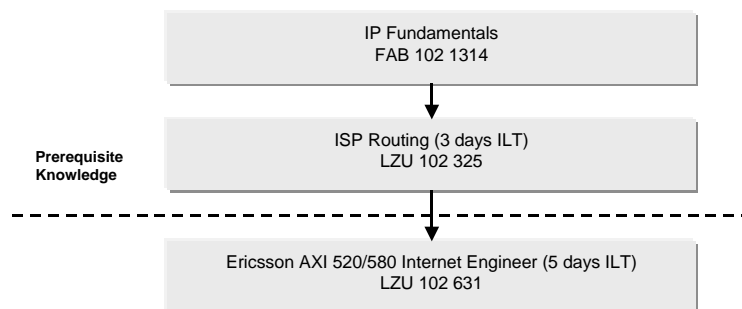 IP Fundamentals
FAB 102 1314
ISP Routing (3 days ILT)
LZU 102 325
Prerequisite
Knowledge
Ericsson AXI 520/580 Internet Engineer (5 days ILT)
LZU 102 631